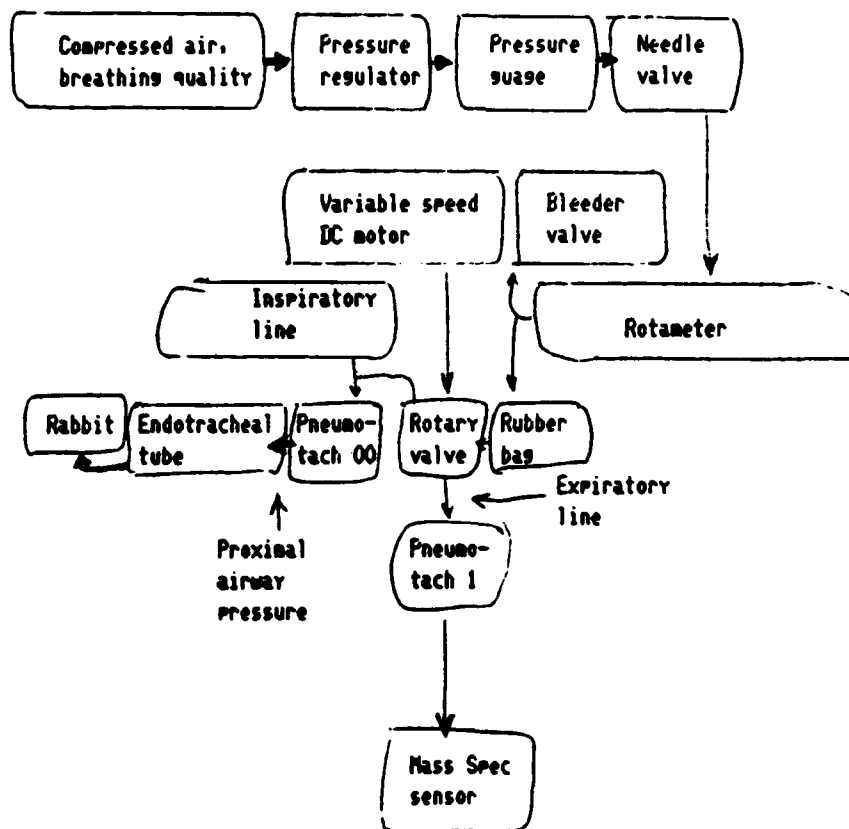 Compressed air,
breathing quality
Pressure
regulator
Pressure
guage
Needle
valve
Variable speed
DC motor
Bleeder
valve
Inspiratory
line
Rotameter
Rabbit
Endotracheal
tube
Pneumo-
tach 00
Rotary
valve
Rubber
bag
Expiratory
line
Proximal
airway
pressure
Pneumo-
tach 1
Mass Spec
sensor